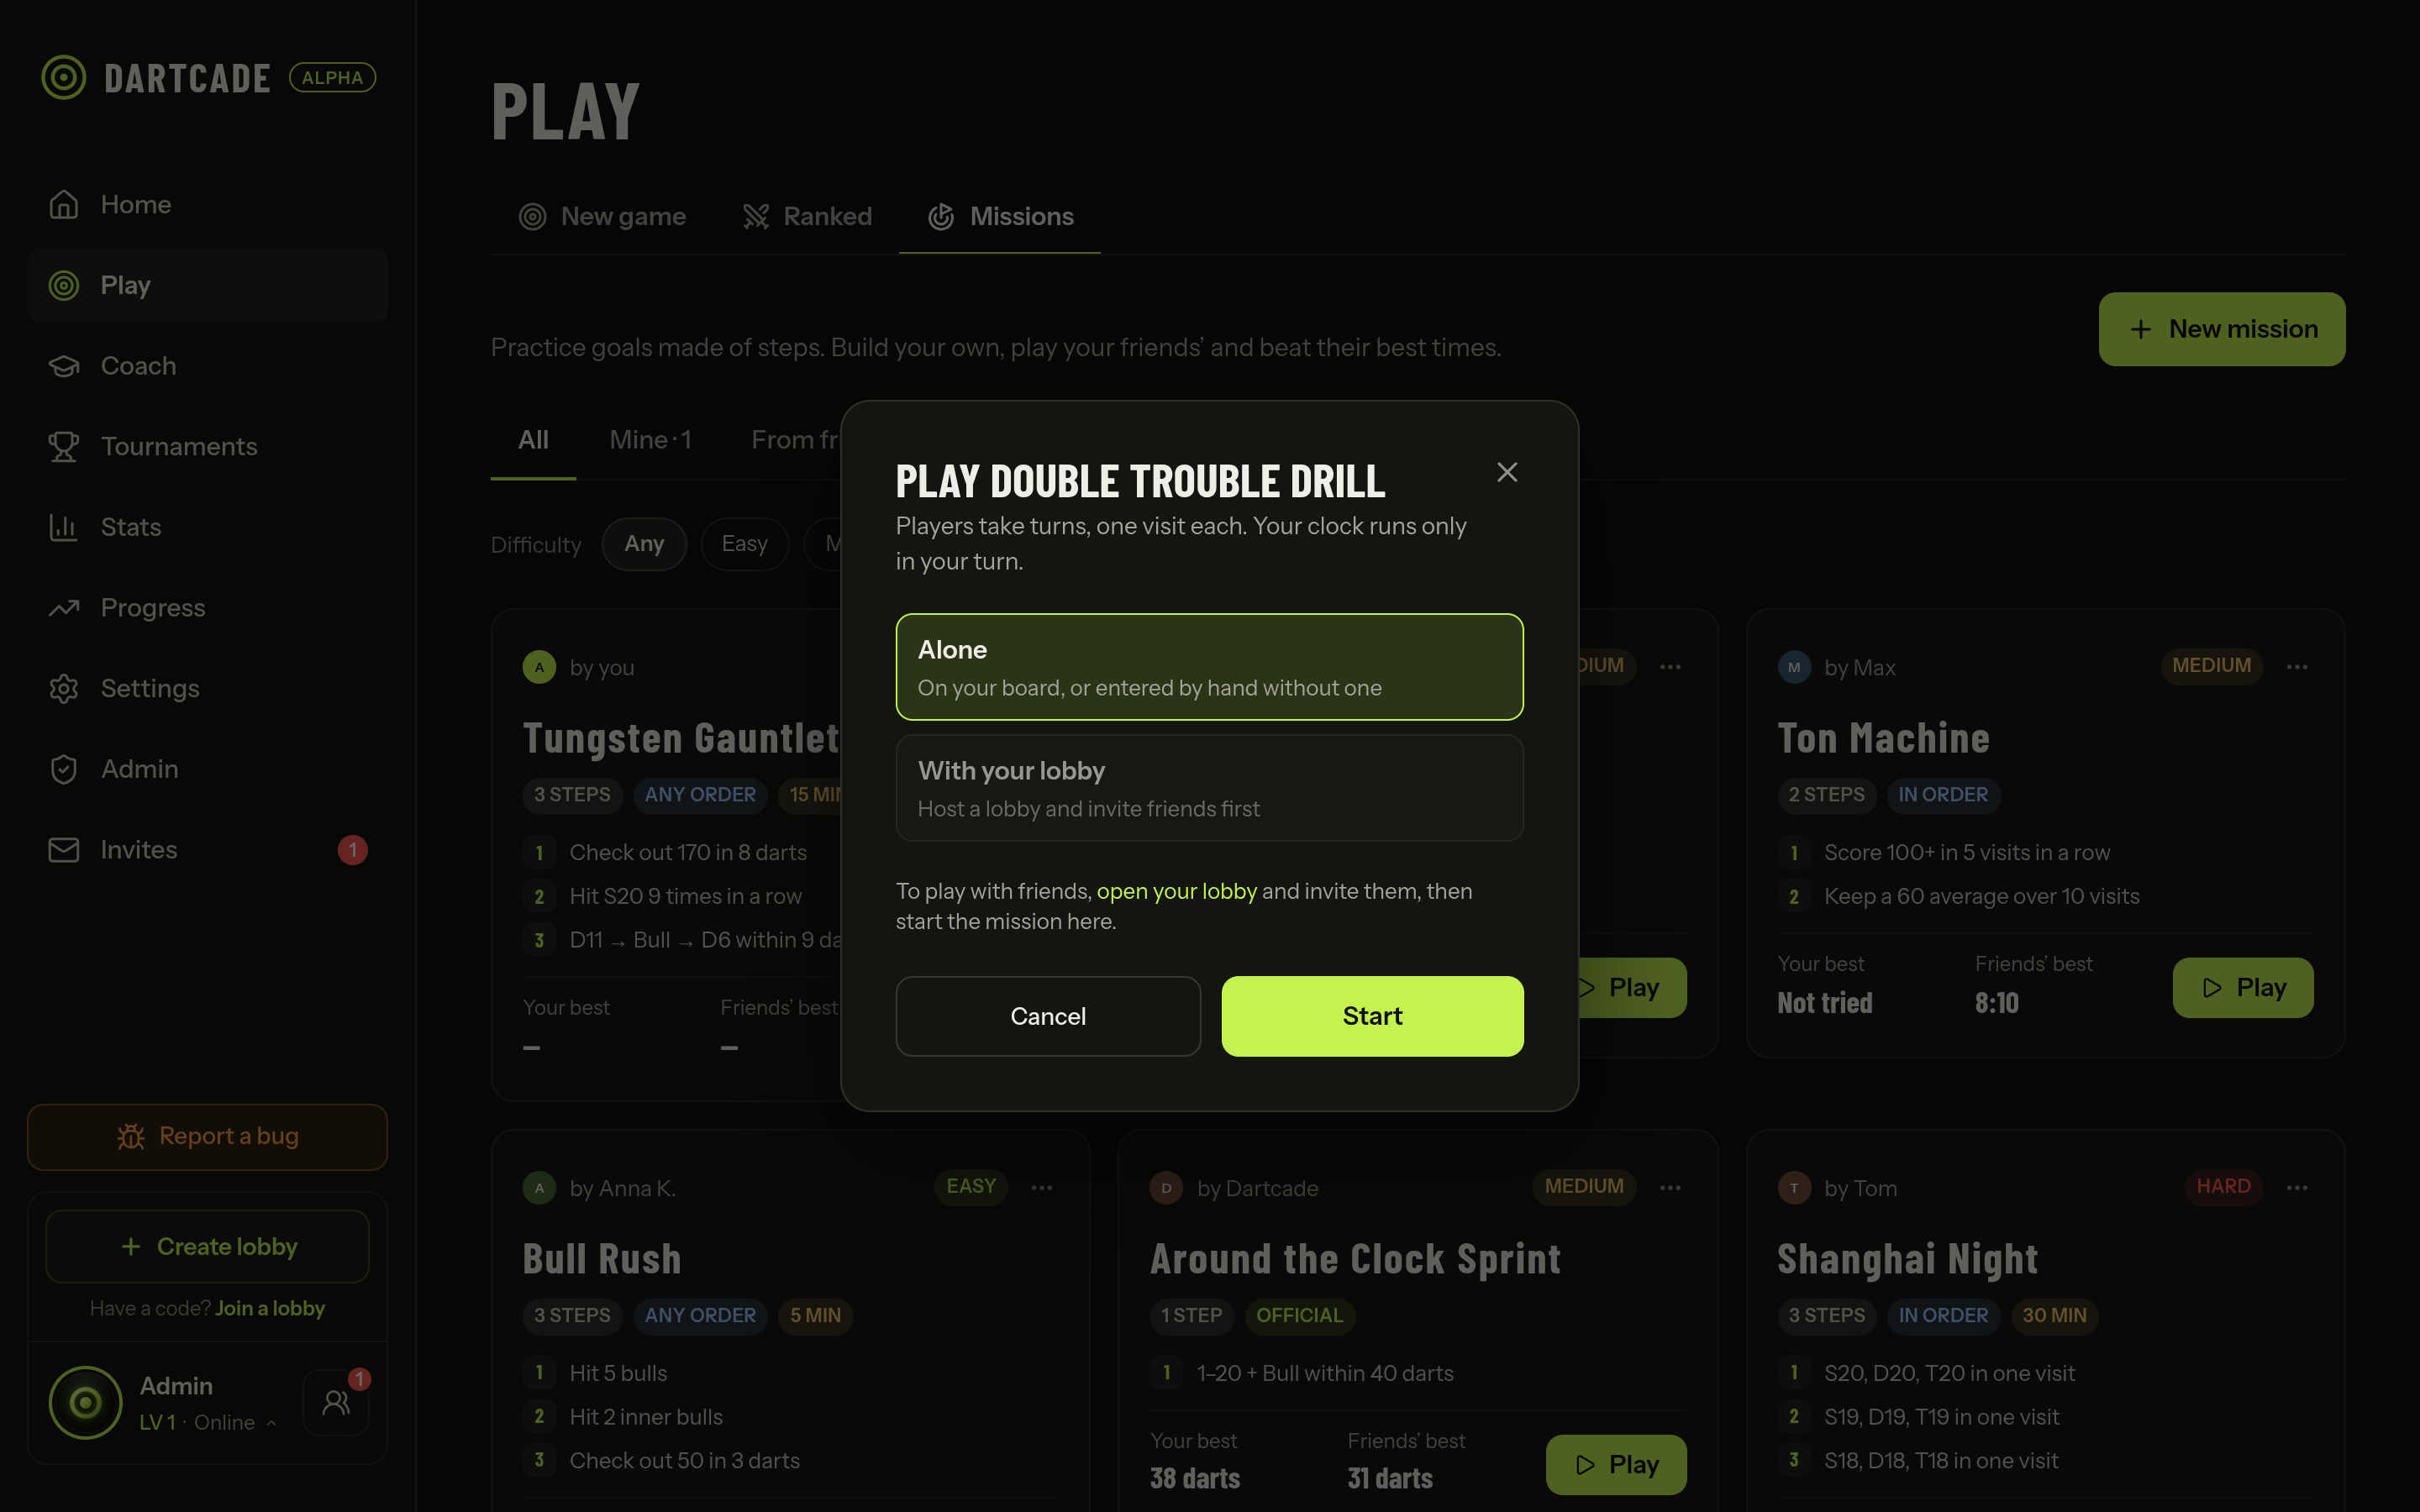 DARTCADE ALPHA
Home
Play
Coach
Tournaments
Stats
Progress
Settings
Admin
Invites 1
Report a bug
+ Create lobby
Have a code? Join a lobby
Admin
LV 1 · Online
1
PLAY
New game Ranked Missions
Practice goals made of steps. Build your own, play your friends’ and beat their best times.
+ New mission
All Mine · 1 From fr
Difficulty Any Easy M
A by you
Tungsten Gauntlet
3 STEPS ANY ORDER 15 MIN
1 Check out 170 in 8 darts
2 Hit S20 9 times in a row
3 D11 → Bull → D6 within 9 da
Your best Friends’ best
– –
PLAY DOUBLE TROUBLE DRILL
Players take turns, one visit each. Your clock runs only
in your turn.
Alone
On your board, or entered by hand without one
With your lobby
Host a lobby and invite friends first
To play with friends, open your lobby and invite them, then
start the mission here.
Cancel Start
DIUM
Play
M by Max MEDIUM
Ton Machine
2 STEPS IN ORDER
1 Score 100+ in 5 visits in a row
2 Keep a 60 average over 10 visits
Your best Friends’ best
Not tried 8:10
Play
A by Anna K. EASY
Bull Rush
3 STEPS ANY ORDER 5 MIN
1 Hit 5 bulls
2 Hit 2 inner bulls
3 Check out 50 in 3 darts
D by Dartcade MEDIUM
Around the Clock Sprint
1 STEP OFFICIAL
1 1–20 + Bull within 40 darts
Your best Friends’ best
38 darts 31 darts
Play
T by Tom HARD
Shanghai Night
3 STEPS IN ORDER 30 MIN
1 S20, D20, T20 in one visit
2 S19, D19, T19 in one visit
3 S18, D18, T18 in one visit